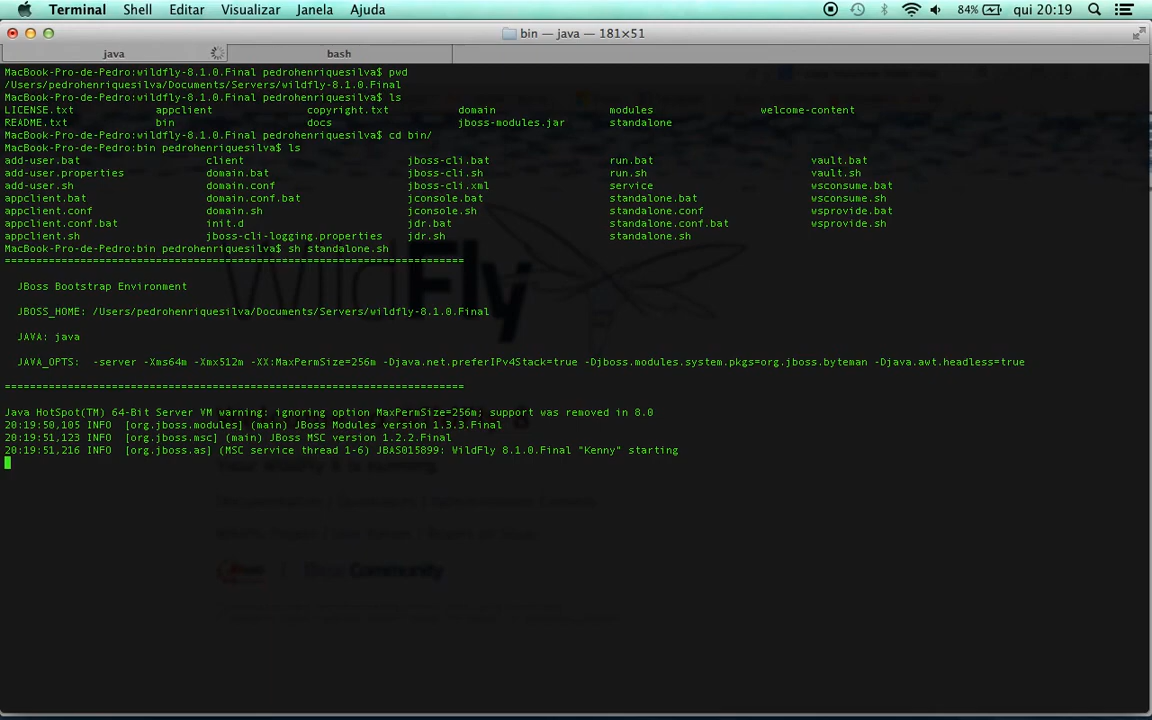 Terminal Shell Editar Visualizar Janela Ajuda 84% qui 20:19
bin — java — 181×51
java bash
MacBook-Pro-de-Pedro:wildfly-8.1.0.Final pedrohenriquesilva$ pwd
/Users/pedrohenriquesilva/Documents/Servers/wildfly-8.1.0.Final
MacBook-Pro-de-Pedro:wildfly-8.1.0.Final pedrohenriquesilva$ ls
LICENSE.txt appclient copyright.txt domain modules welcome-content
README.txt bin docs jboss-modules.jar standalone
MacBook-Pro-de-Pedro:wildfly-8.1.0.Final pedrohenriquesilva$ cd bin/
MacBook-Pro-de-Pedro:bin pedrohenriquesilva$ ls
add-user.bat client jboss-cli.bat run.bat vault.bat
add-user.properties domain.bat jboss-cli.sh run.sh vault.sh
add-user.sh domain.conf jboss-cli.xml service wsconsume.bat
appclient.bat domain.conf.bat jconsole.bat standalone.bat wsconsume.sh
appclient.conf domain.sh jconsole.sh standalone.conf wsprovide.bat
appclient.conf.bat init.d jdr.bat standalone.conf.bat wsprovide.sh
appclient.sh jboss-cli-logging.properties jdr.sh standalone.sh
MacBook-Pro-de-Pedro:bin pedrohenriquesilva$ sh standalone.sh
=========================================================================
JBoss Bootstrap Environment
JBOSS_HOME: /Users/pedrohenriquesilva/Documents/Servers/wildfly-8.1.0.Final
JAVA: java
JAVA_OPTS: -server -Xms64m -Xmx512m -XX:MaxPermSize=256m -Djava.net.preferIPv4Stack=true -Djboss.modules.system.pkgs=org.jboss.byteman -Djava.awt.headless=true
=========================================================================
Java HotSpot(TM) 64-Bit Server VM warning: ignoring option MaxPermSize=256m; support was removed in 8.0
20:19:50,105 INFO [org.jboss.modules] (main) JBoss Modules version 1.3.3.Final
20:19:51,123 INFO [org.jboss.msc] (main) JBoss MSC version 1.2.2.Final
20:19:51,216 INFO [org.jboss.as] (MSC service thread 1-6) JBAS015899: WildFly 8.1.0.Final "Kenny" starting
WildFly
Community